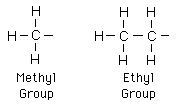 H H H
H C H C C
H H H
Methyl Ethyl
Group Group